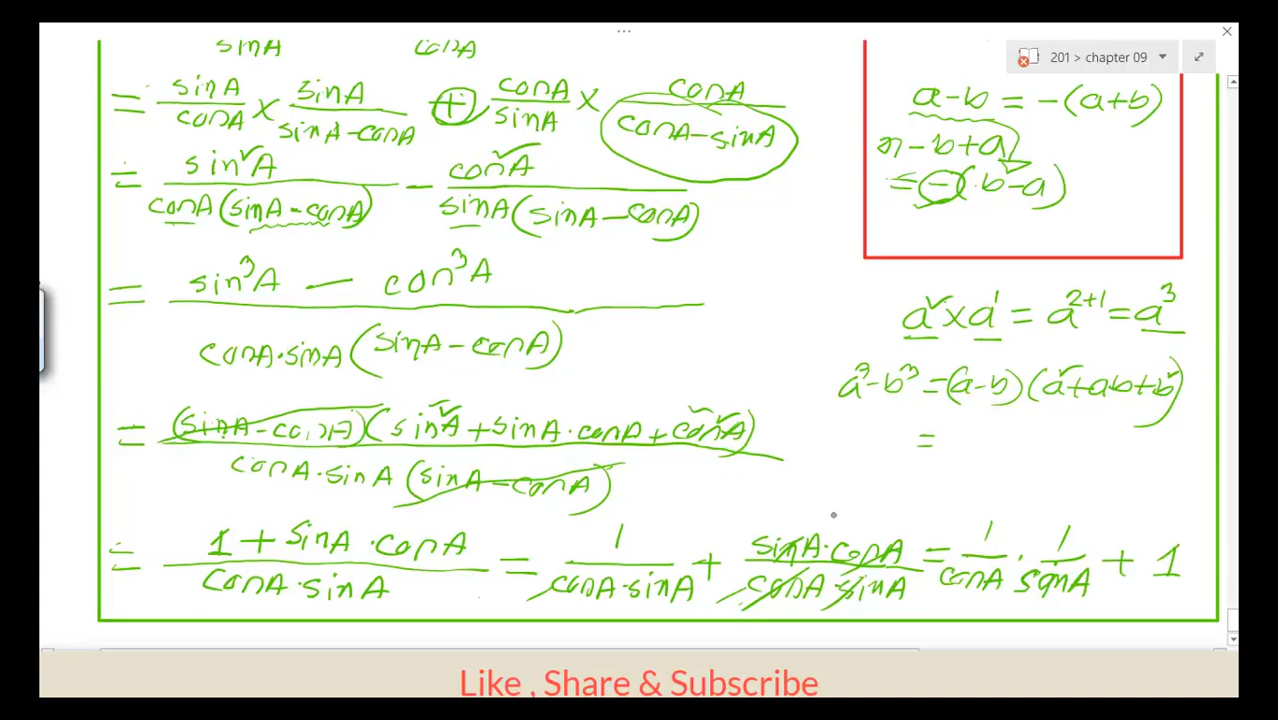 sinA cosA
= sinA/cosA × sinA/(sinA-cosA) + cosA/sinA × cosA/(cosA-sinA)
= sin²A/(cosA(sinA-cosA)) - cos²A/(sinA(sinA-cosA))
= (sin³A - cos³A)/(cosA·sinA(sinA-cosA))
= (sinA-cosA)(sin²A+sinA·cosA+cos²A)/(cosA·sinA(sinA-cosA))
= (1+sinA·cosA)/(cosA·sinA) = 1/(cosA·sinA) + (sinA·cosA)/(cosA·sinA) = 1/cosA · 1/sinA + 1
201 > chapter 09
a-b = -(a+b)
-b+a
= -(b-a)
a² × a¹ = a²⁺¹ = a³
a³-b³ = (a-b)(a²+ab+b²)
=
Like , Share & Subscribe